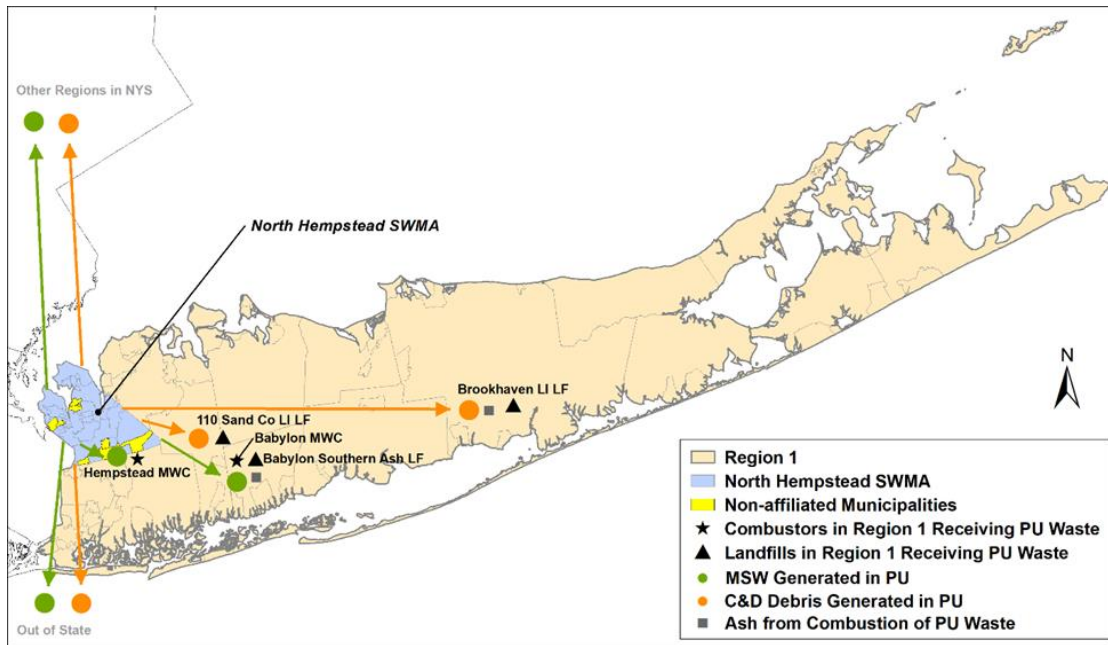 Other Regions in NYS
North Hempstead SWMA
Brookhaven LI LF
110 Sand Co LI LF
Babylon MWC
Babylon Southern Ash LF
Hempstead MWC
Out of State
N
Region 1
North Hempstead SWMA
Non-affiliated Municipalities
Combustors in Region 1 Receiving PU Waste
Landfills in Region 1 Receiving PU Waste
MSW Generated in PU
C&D Debris Generated in PU
Ash from Combustion of PU Waste